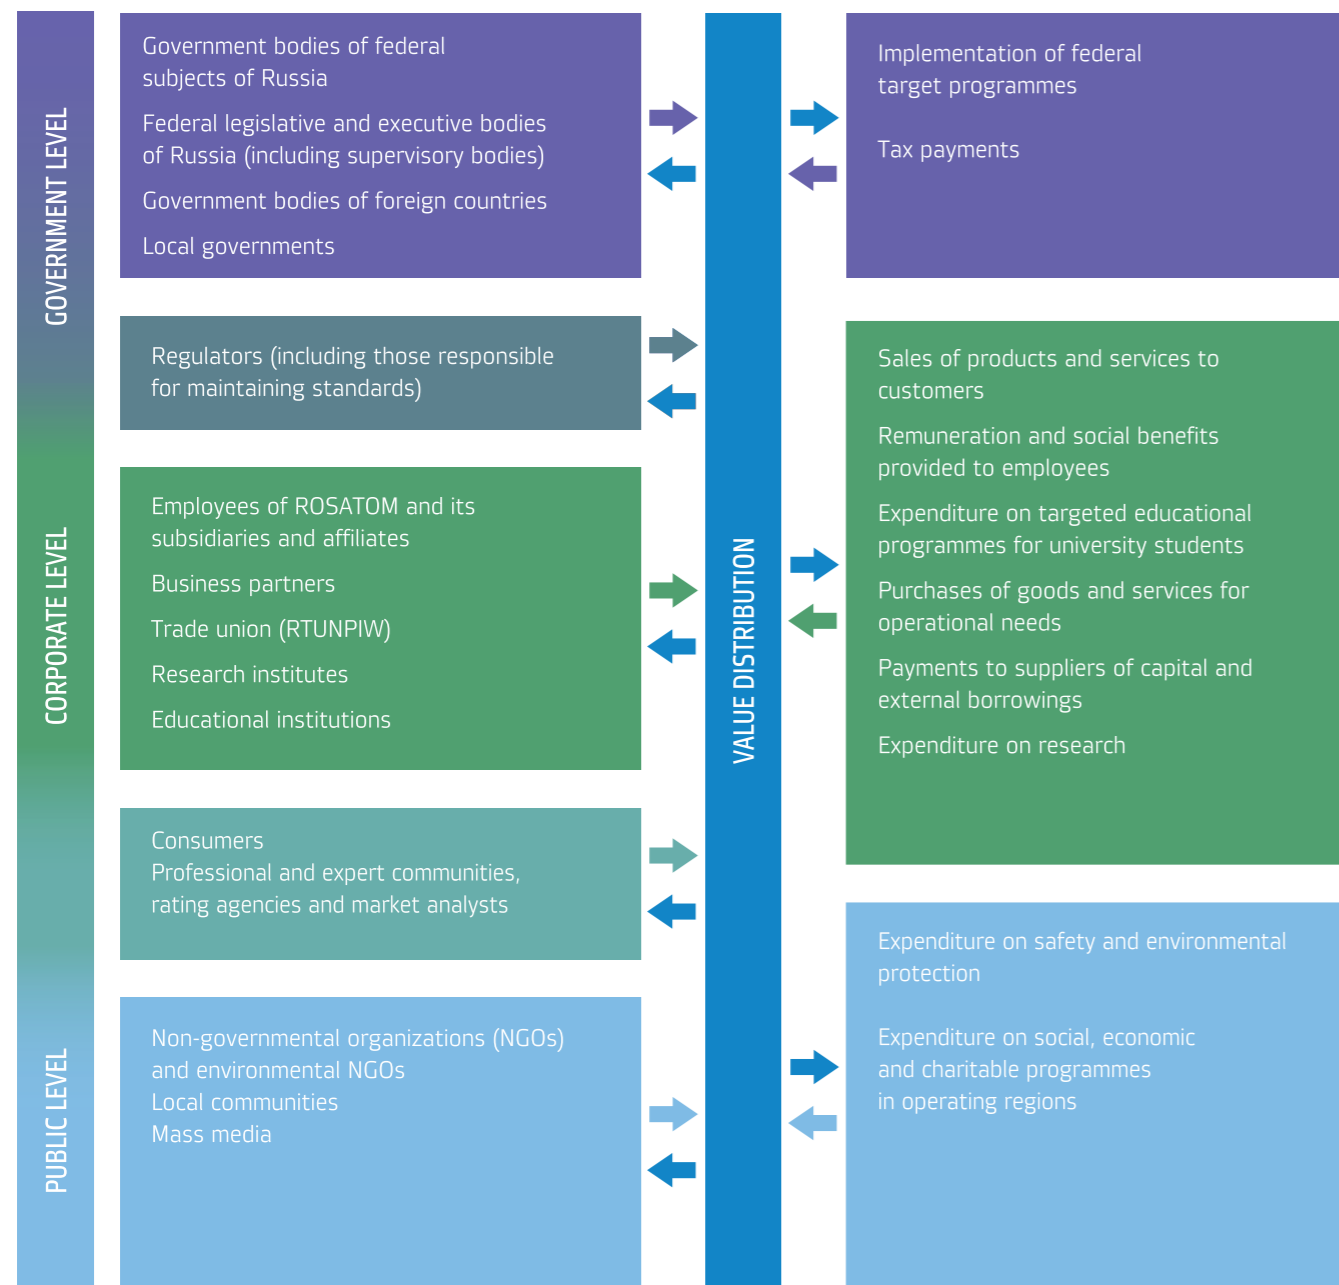 GOVERNMENT LEVEL
Government bodies of federal
subjects of Russia
Federal legislative and executive bodies
of Russia (including supervisory bodies)
Government bodies of foreign countries
Local governments
Regulators (including those responsible
for maintaining standards)
CORPORATE LEVEL
Employees of ROSATOM and its
subsidiaries and affiliates
Business partners
Trade union (RTUNPIW)
Research institutes
Educational institutions
Consumers
Professional and expert communities,
rating agencies and market analysts
PUBLIC LEVEL
Non-governmental organizations (NGOs)
and environmental NGOs
Local communities
Mass media
VALUE DISTRIBUTION
Implementation of federal
target programmes
Tax payments
Sales of products and services to
customers
Remuneration and social benefits
provided to employees
Expenditure on targeted educational
programmes for university students
Purchases of goods and services for
operational needs
Payments to suppliers of capital and
external borrowings
Expenditure on research
Expenditure on safety and environmental
protection
Expenditure on social, economic
and charitable programmes
in operating regions